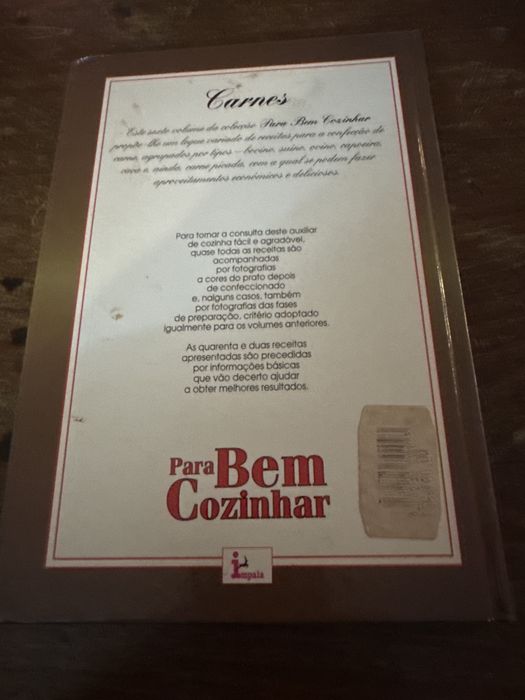 Carnes
Este sexto volume da colecção Para Bem Cozinhar
propõe-lhe um leque variado de receitas para a confecção de
carne, agrupados por tipos — bovino, suíno, ovino, capoeira,
caça e, ainda, carne picada, com a qual se podem fazer
aproveitamentos económicos e deliciosos.
Para tornar a consulta deste auxiliar
de cozinha fácil e agradável,
quase todas as receitas são
acompanhadas
por fotografias
a cores do prato depois
de confeccionado
e, nalguns casos, também
por fotografias das fases
de preparação, critério adoptado
igualmente para os volumes anteriores.
As quarenta e duas receitas
apresentadas são precedidas
por informações básicas
que vão decerto ajudar
a obter melhores resultados.
Para Bem
Cozinhar
impala